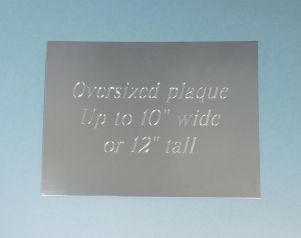 Oversized plaque
Up to 10" wide
or 12" tall